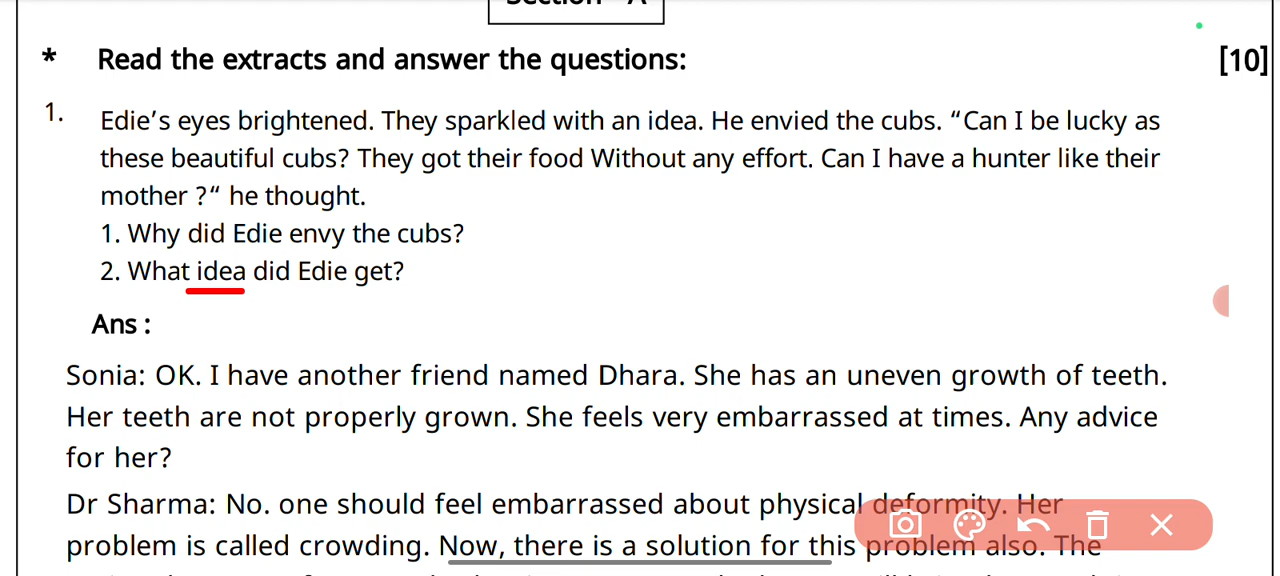 Section - A
* Read the extracts and answer the questions: [10]
1. Edie's eyes brightened. They sparkled with an idea. He envied the cubs. “Can I be lucky as
these beautiful cubs? They got their food Without any effort. Can I have a hunter like their
mother ?“ he thought.
1. Why did Edie envy the cubs?
2. What idea did Edie get?
Ans :
Sonia: OK. I have another friend named Dhara. She has an uneven growth of teeth.
Her teeth are not properly grown. She feels very embarrassed at times. Any advice
for her?
Dr Sharma: No. one should feel embarrassed about physical deformity. Her
problem is called crowding. Now, there is a solution for this problem also. The